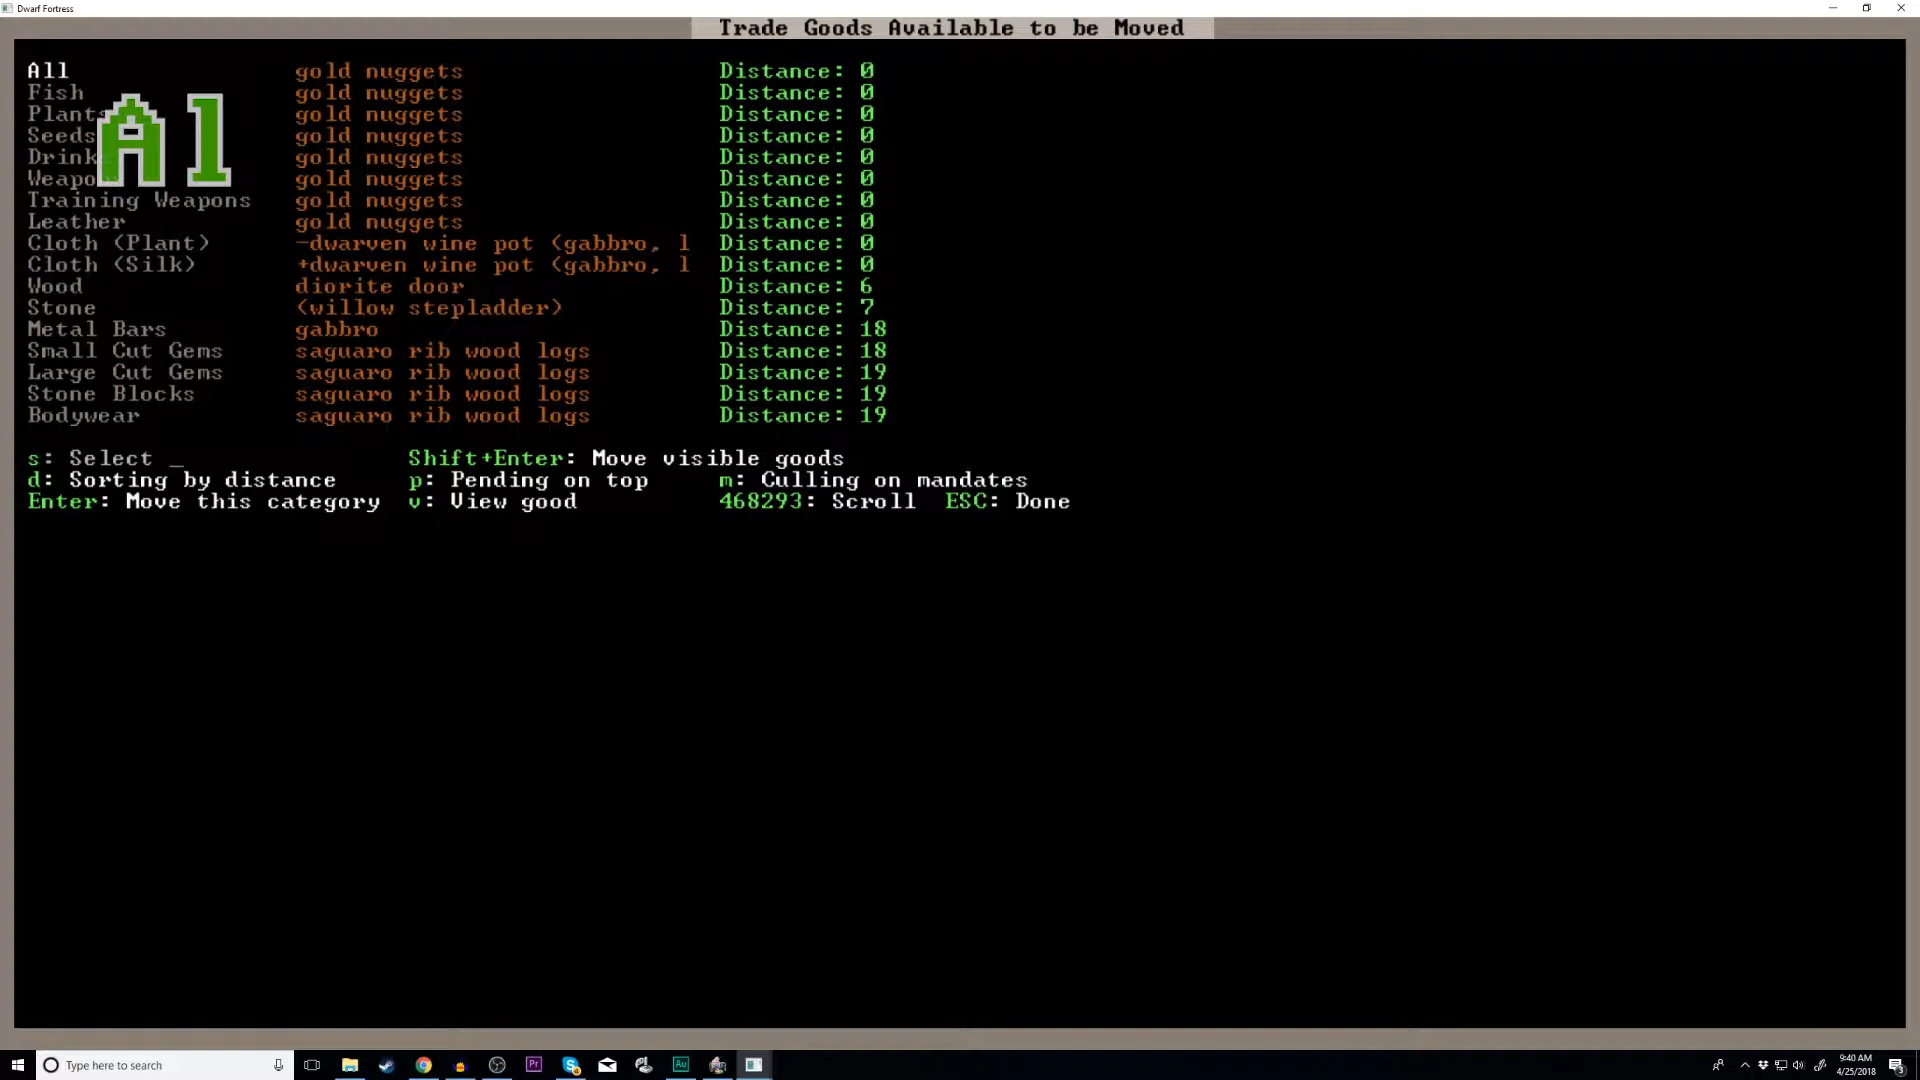 Dwarf Fortress
Trade Goods Available to be Moved
All gold nuggets Distance: 0
Fish gold nuggets Distance: 0
Plants gold nuggets Distance: 0
Seeds gold nuggets Distance: 0
Drink gold nuggets Distance: 0
Weapo gold nuggets Distance: 0
Training Weapons gold nuggets Distance: 0
Leather gold nuggets Distance: 0
Cloth (Plant) -dwarven wine pot (gabbro, l Distance: 0
Cloth (Silk) +dwarven wine pot (gabbro, l Distance: 0
Wood diorite door Distance: 6
Stone (willow stepladder) Distance: 7
Metal Bars gabbro Distance: 18
Small Cut Gems saguaro rib wood logs Distance: 18
Large Cut Gems saguaro rib wood logs Distance: 19
Stone Blocks saguaro rib wood logs Distance: 19
Bodywear saguaro rib wood logs Distance: 19
Al
s: Select _ Shift+Enter: Move visible goods
d: Sorting by distance p: Pending on top m: Culling on mandates
Enter: Move this category v: View good 468293: Scroll ESC: Done
Type here to search
9:40 AM
4/25/2018